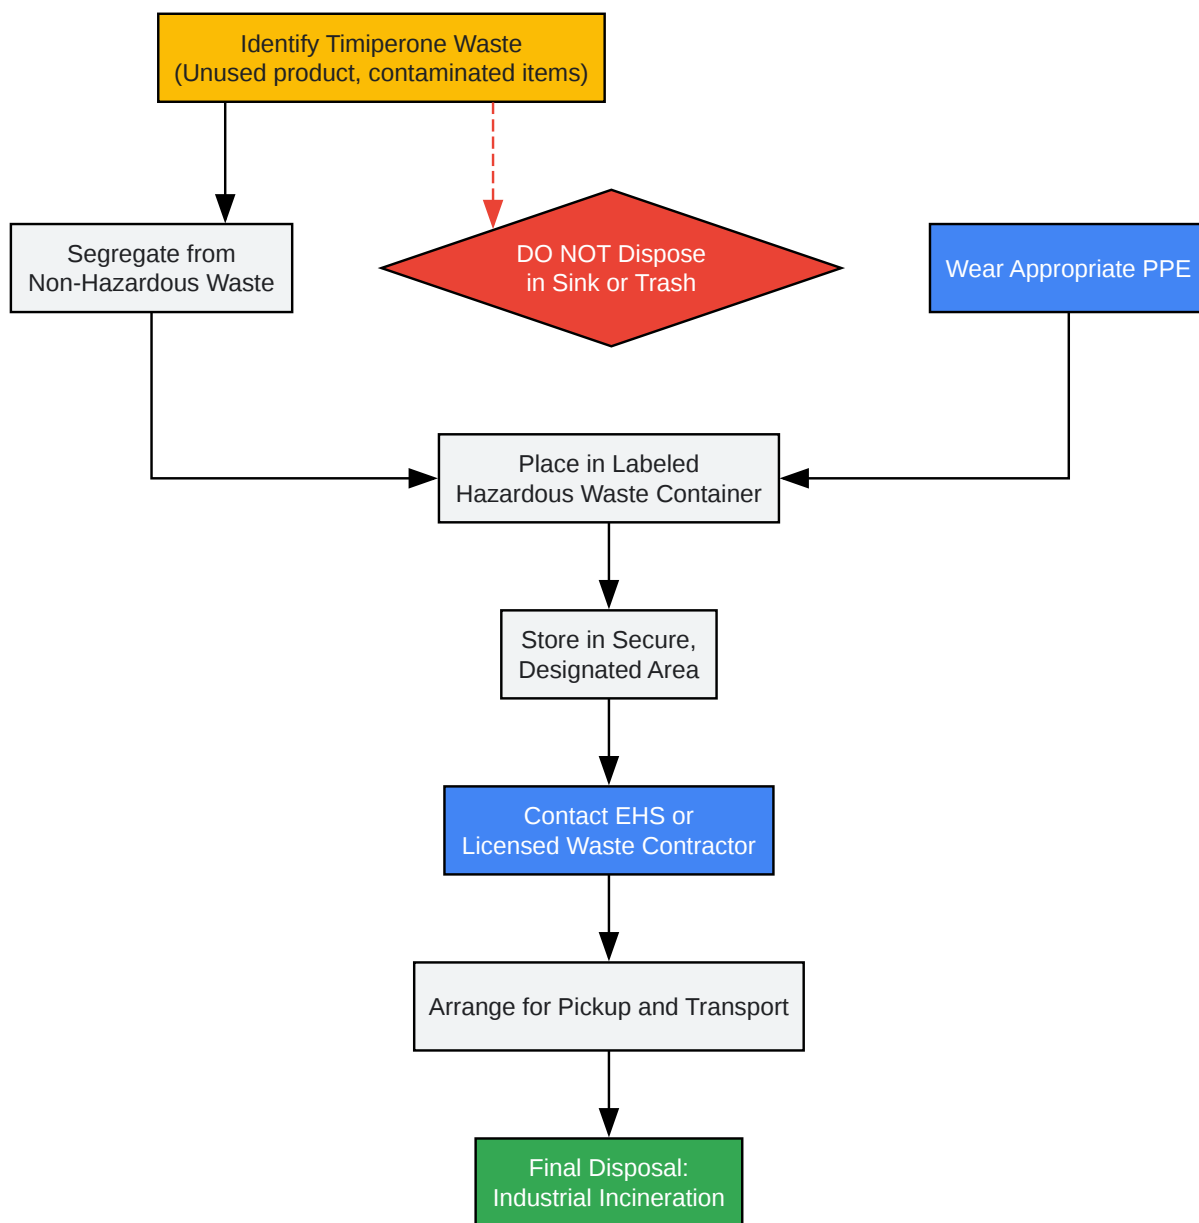 Identify Timiperone Waste
(Unused product, contaminated items)
Segregate from
Non-Hazardous Waste
DO NOT Dispose
in Sink or Trash
Wear Appropriate PPE
Place in Labeled
Hazardous Waste Container
Store in Secure,
Designated Area
Contact EHS or
Licensed Waste Contractor
Arrange for Pickup and Transport
Final Disposal:
Industrial Incineration